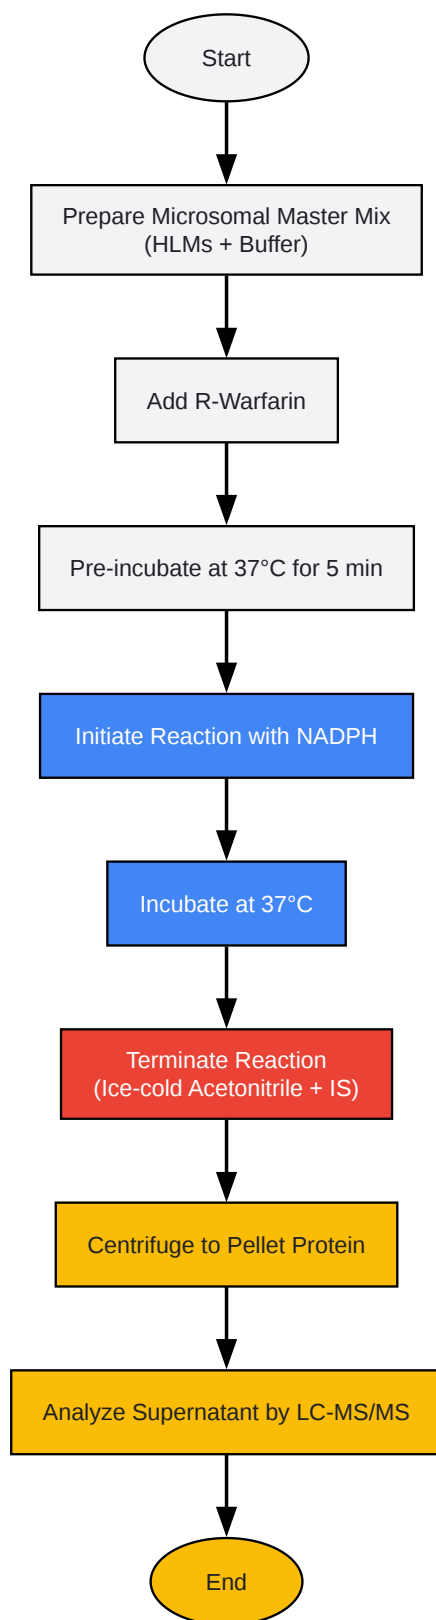 Start
Prepare Microsomal Master Mix
(HLMs + Buffer)
Add R-Warfarin
Pre-incubate at 37°C for 5 min
Initiate Reaction with NADPH
Incubate at 37°C
Terminate Reaction
(Ice-cold Acetonitrile + IS)
Centrifuge to Pellet Protein
Analyze Supernatant by LC-MS/MS
End